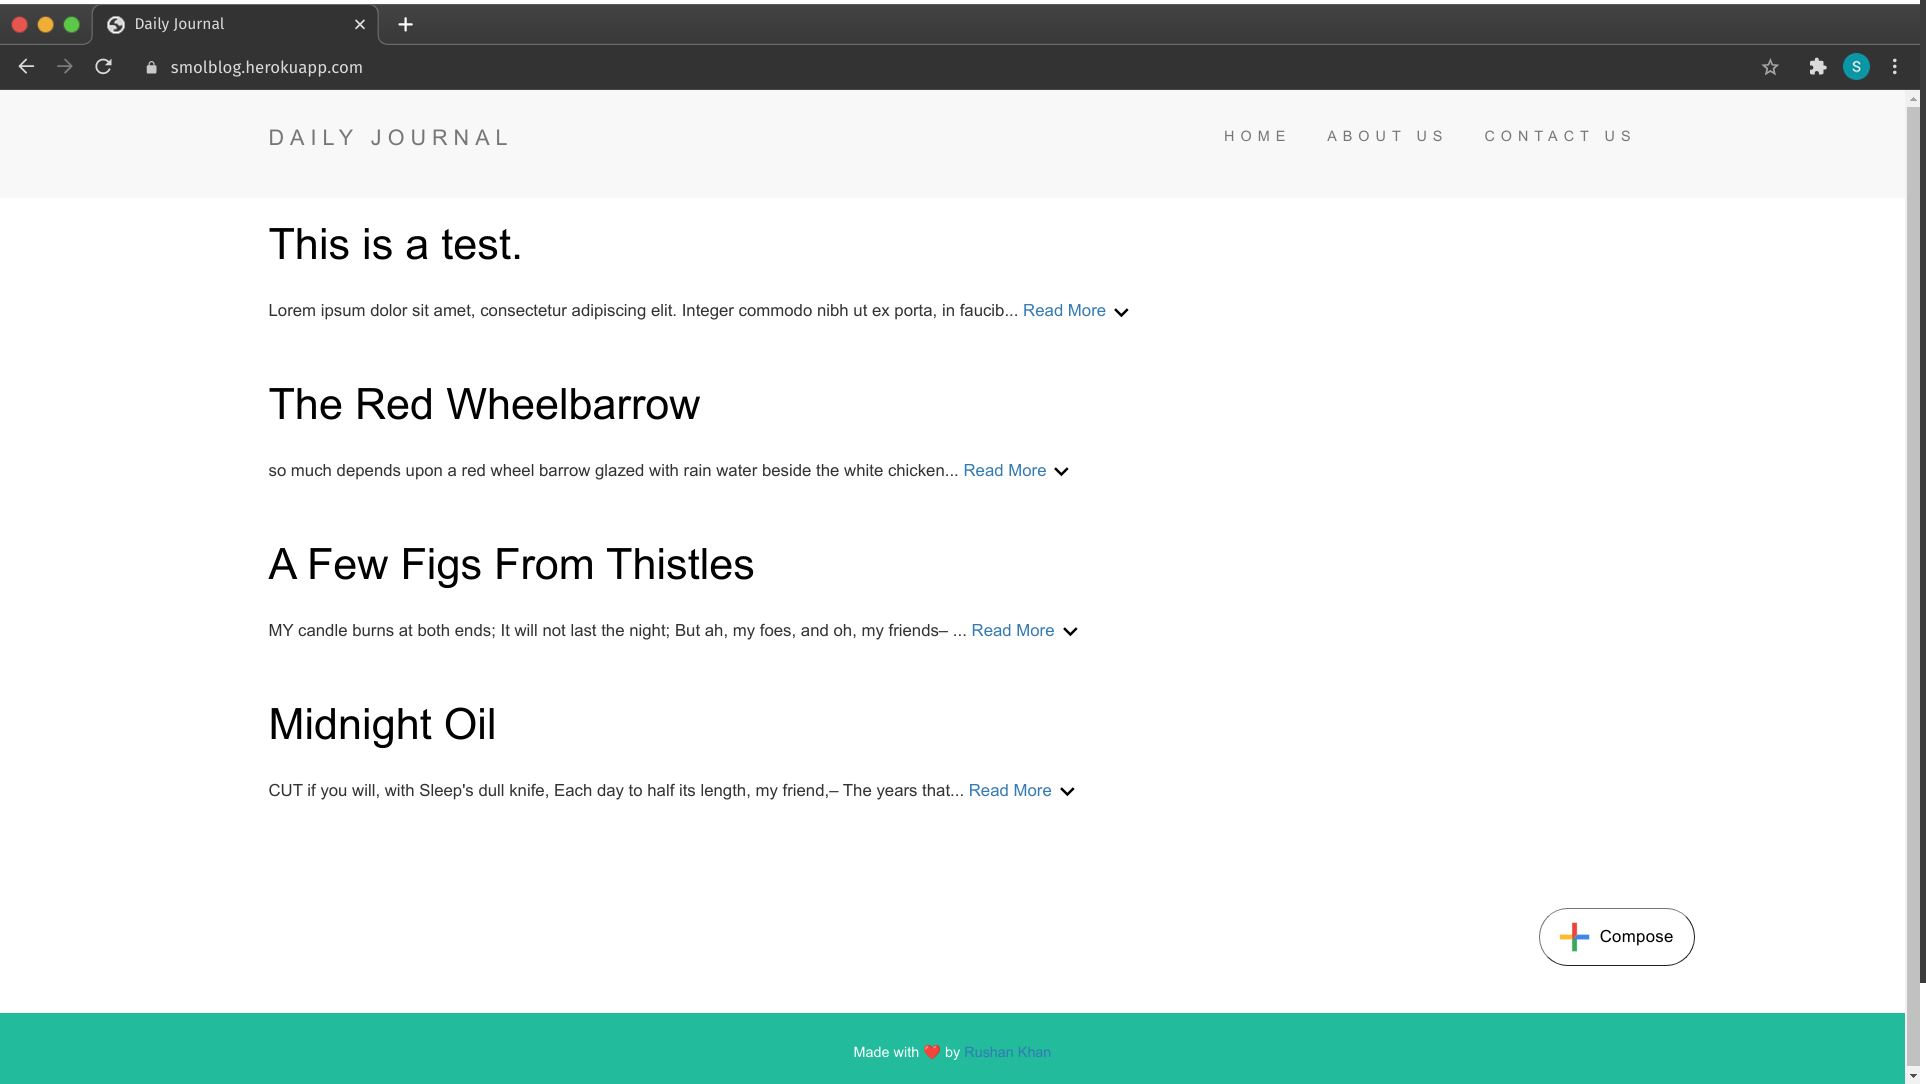 Daily Journal
smolblog.herokuapp.com
S
DAILY JOURNAL
HOME ABOUT US CONTACT US
This is a test.
Lorem ipsum dolor sit amet, consectetur adipiscing elit. Integer commodo nibh ut ex porta, in faucib... Read More
The Red Wheelbarrow
so much depends upon a red wheel barrow glazed with rain water beside the white chicken... Read More
A Few Figs From Thistles
MY candle burns at both ends; It will not last the night; But ah, my foes, and oh, my friends– ... Read More
Midnight Oil
CUT if you will, with Sleep's dull knife, Each day to half its length, my friend,– The years that... Read More
Compose
Made with ❤️ by Rushan Khan